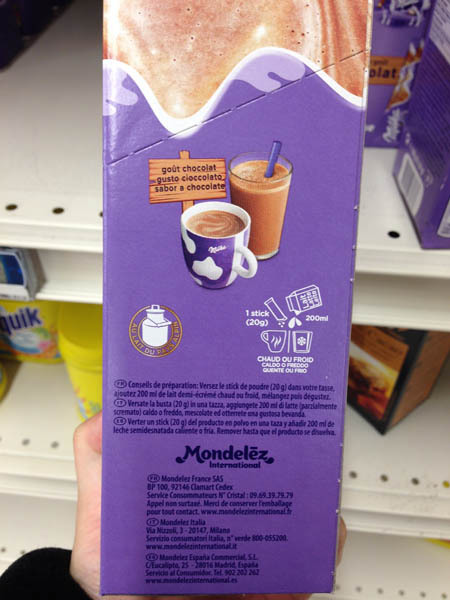 goût
olat
Milka
quik
goût chocolat
gusto cioccolato
sabor a chocolate
Milka
AU LAIT DU PAYS ALPIN
1 stick
(20g)
200ml
CHAUD OU FROID
CALDO O FREDDO
QUENTE OU FRIO
FR Conseils de préparation: Versez le stick de poudre (20 g) dans votre tasse,
ajoutez 200 ml de lait demi-écrémé chaud ou froid, mélangez puis dégustez.
IT Versate la busta (20 g) in una tazza, aggiungete 200 ml di latte (parzialmente
scremato) caldo o freddo, mescolate ed otterrete una gustosa bevanda.
ES Verter un stick (20 g) del producto en polvo en una taza y añadir 200 ml de
leche semidesnatada caliente o fría. Remover hasta que el producto se disuelva.
Mondelēz
International
FR Mondelez France SAS
BP 100, 92146 Clamart Cedex
Service Consommateurs N° Cristal : 09.69.39.79.79
Appel non surtaxé. Merci de conserver l'emballage
pour tout contact. www.mondelezinternational.fr
IT Mondelez Italia
Via Nizzoli, 3 - 20147, Milano
Servizio consumatori Italia, n° verde 800-055200.
www.mondelezinternational.it
ES Mondelez España Commercial, S.L.
C/Eucalipto, 25 - 28016 Madrid, España
Servicio al Consumidor. Tel. 902 202 262
www.mondelezinternational.es